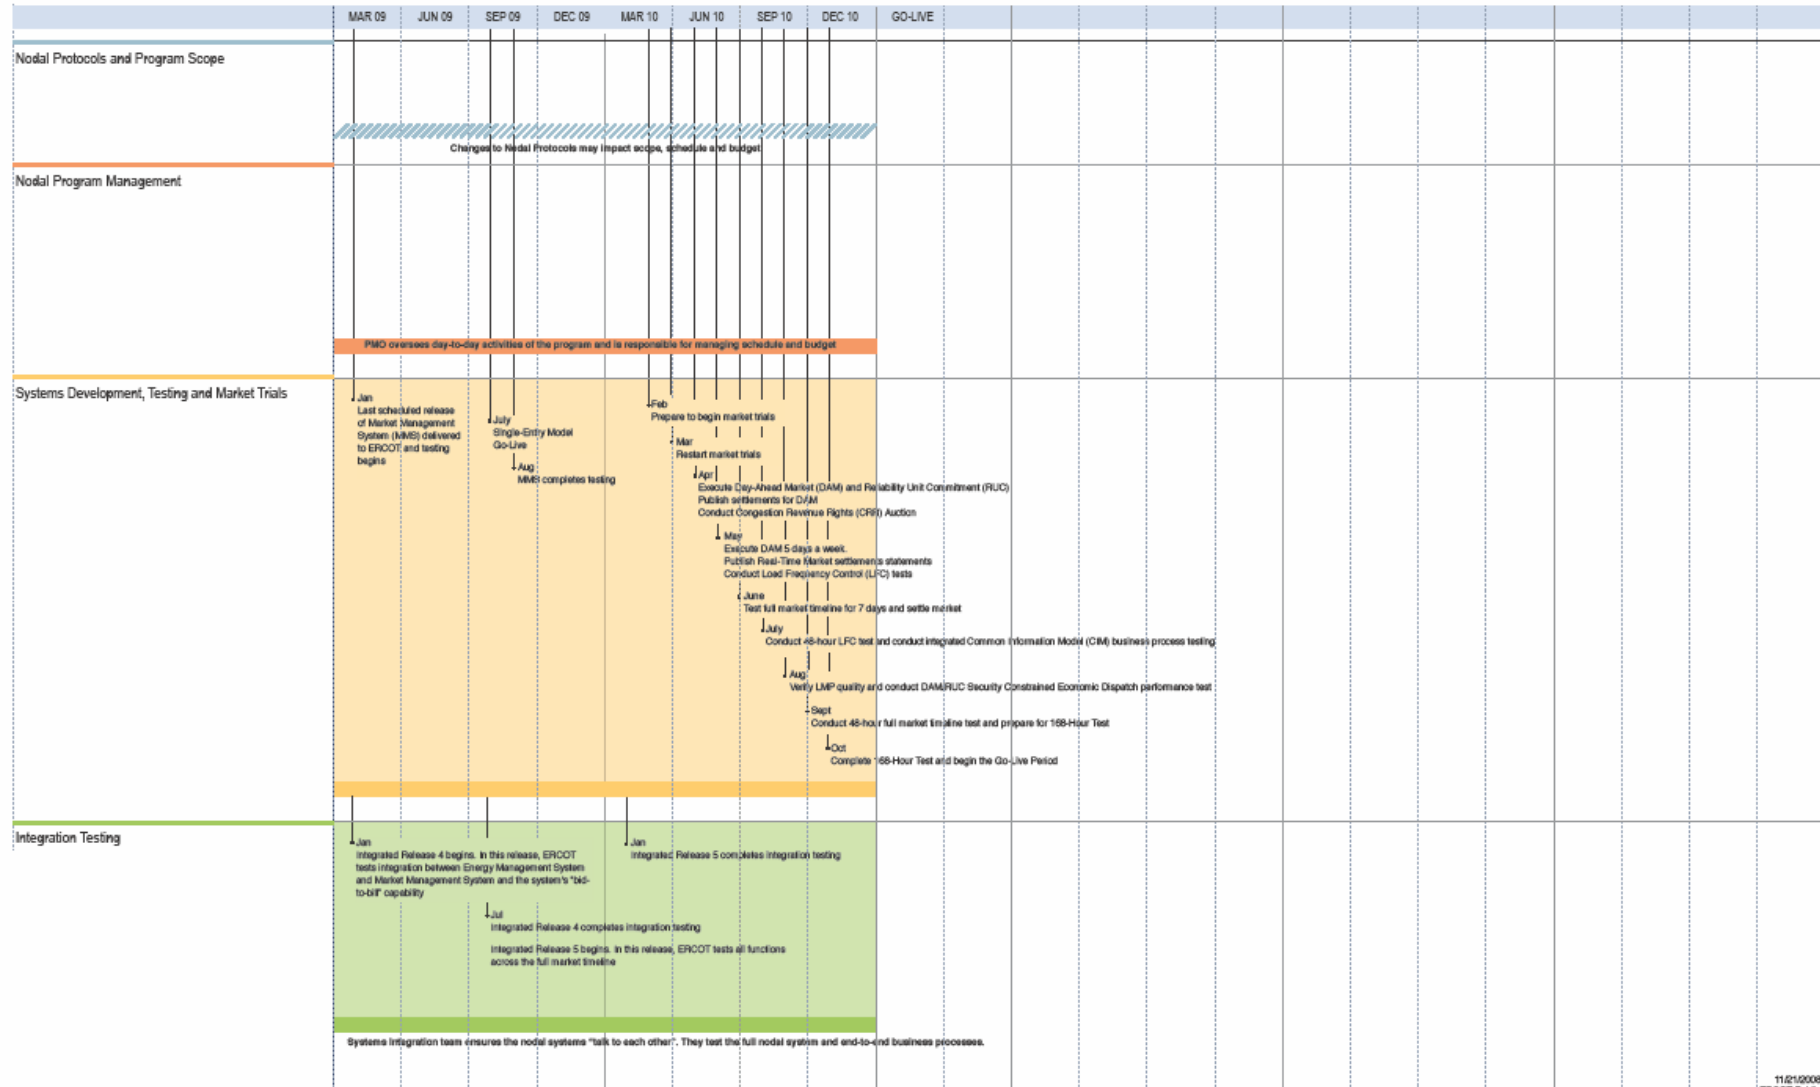 MAR 09 JUN 09 SEP 09 DEC 09 MAR 10 JUN 10 SEP 10 DEC 10 GO-LIVE
Nodal Protocols and Program Scope
Changes to Nodal Protocols may impact scope, schedule and budget
Nodal Program Management
PMO oversees day-to-day activities of the program and is responsible for managing schedule and budget
Systems Development, Testing and Market Trials
Jan
Last scheduled release
of Market Management
System (MMS) delivered
to ERCOT and testing
begins
July
Single-Entry Model
Go-Live
Aug
MMS completes testing
Feb
Prepare to begin market trials
Mar
Restart market trials
Apr
Execute Day-Ahead Market (DAM) and Reliability Unit Commitment (RUC)
Publish settlements for DAM
Conduct Congestion Revenue Rights (CRR) Auction
May
Execute DAM 5 days a week.
Publish Real-Time Market settlements statements
Conduct Load Frequency Control (LFC) tests
June
Test full market timeline for 7 days and settle market
July
Conduct 48-hour LFC test and conduct integrated Common Information Model (CIM) business process testing
Aug
Verify LMP quality and conduct DAM/RUC Security Constrained Economic Dispatch performance test
Sept
Conduct 48-hour full market timeline test and prepare for 168-Hour Test
Oct
Complete 168-Hour Test and begin the Go-Live Period
Integration Testing
Jan
Integrated Release 4 begins. In this release, ERCOT
tests integration between Energy Management System
and Market Management System and the system's "bid-
to-bill" capability
Jul
Integrated Release 4 completes integration testing
Integrated Release 5 begins. In this release, ERCOT tests all functions
across the full market timeline
Jan
Integrated Release 5 completes integration testing
Systems integration team ensures the nodal systems "talk to each other". They test the full nodal system and end-to-end business processes.
11/21/2008